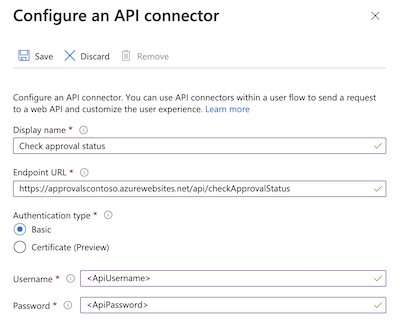 Configure an API connector
Save Discard Remove
Configure an API connector. You can use API connectors within a user flow to send a request
to a web API and customize the user experience. Learn more
Display name *
Check approval status
Endpoint URL *
https://approvalscontoso.azurewebsites.net/api/checkApprovalStatus
Authentication type *
Basic
Certificate (Preview)
Username * <ApiUsername>
Password * <ApiPassword>